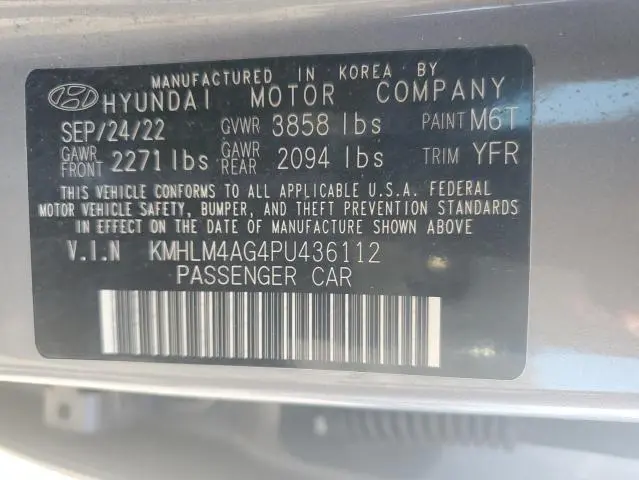 MANUFACTURED IN KOREA BY
HYUNDAI MOTOR COMPANY
SEP/24/22 GVWR 3858 lbs PAINT M6T
GAWR FRONT 2271 lbs GAWR REAR 2094 lbs TRIM YFR
THIS VEHICLE CONFORMS TO ALL APPLICABLE U.S.A. FEDERAL
MOTOR VEHICLE SAFETY, BUMPER, AND THEFT PREVENTION STANDARDS
IN EFFECT ON THE DATE OF MANUFACTURE SHOWN ABOVE
V.I.N KMHLM4AG4PU436112
PASSENGER CAR